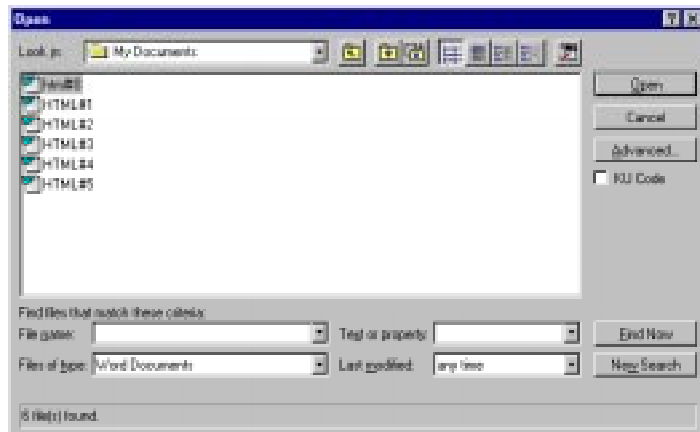 Open
Look in: My Documents
html#0
HTML#1
HTML#2
HTML#3
HTML#4
HTML#5
Open
Cancel
Advanced...
KU Code
Find files that match these criteria:
File name: Text or property: Find Now
Files of type: Word Documents Last modified: any time New Search
6 file(s) found.